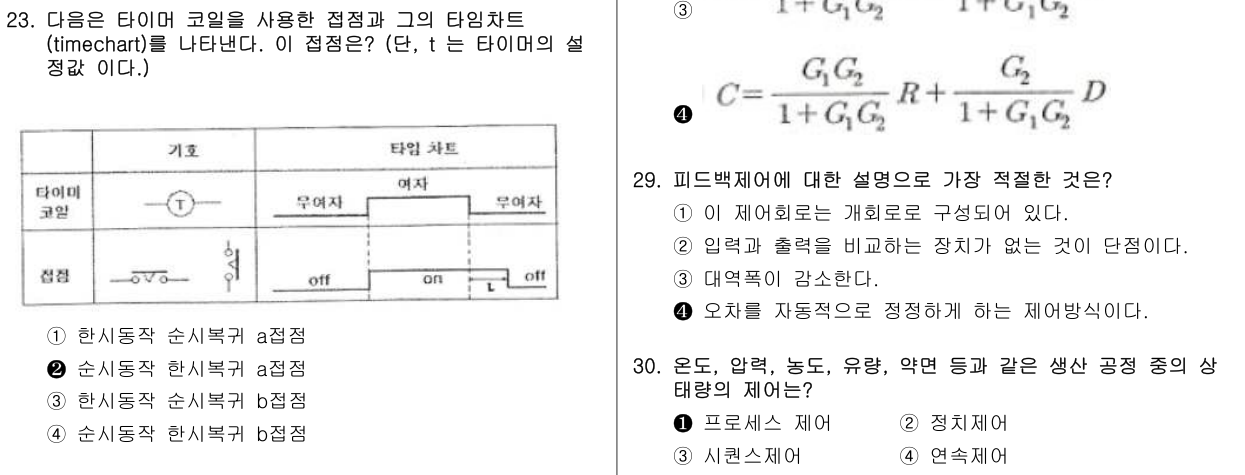 23. 다음은 타이머 코일을 사용한 접점과 그의 타임차트
(timechart)를 나타낸다. 이 접점은? (단, t 는 타이머의 설
정값 이다.)
기호
타임 차트
타이머
코일
T
무여자
여자
무여자
접점
off
on
t
off
① 한시동작 순시복귀 a접점
❷ 순시동작 한시복귀 a접점
③ 한시동작 순시복귀 b접점
④ 순시동작 한시복귀 b접점
③ 1+G₁G₂ 1+G₁G₂
❹ C = G₁G₂ / 1+G₁G₂ R + G₂ / 1+G₁G₂ D
29. 피드백제어에 대한 설명으로 가장 적절한 것은?
① 이 제어회로는 개회로로 구성되어 있다.
② 입력과 출력을 비교하는 장치가 없는 것이 단점이다.
③ 대역폭이 감소한다.
❹ 오차를 자동적으로 정정하게 하는 제어방식이다.
30. 온도, 압력, 농도, 유량, 약면 등과 같은 생산 공정 중의 상
태량의 제어는?
❶ 프로세스 제어 ② 정치제어
③ 시퀀스제어 ④ 연속제어